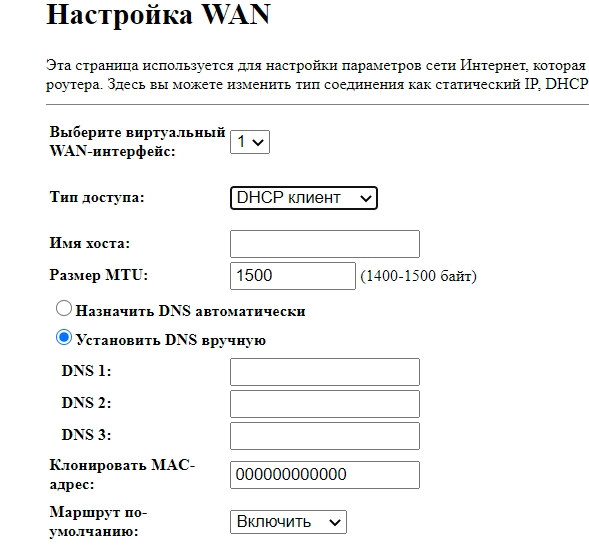 Настройка WAN
Эта страница используется для настройки параметров сети Интернет, которая
роутера. Здесь вы можете изменить тип соединения как статический IP, DHCP
Выберите виртуальный
WAN-интерфейс:
1
Тип доступа:
DHCP клиент
Имя хоста:
Размер MTU:
1500
(1400-1500 байт)
Назначить DNS автоматически
Установить DNS вручную
DNS 1:
DNS 2:
DNS 3:
Клонировать MAC-
адрес:
000000000000
Маршрут по-
умолчанию:
Включить